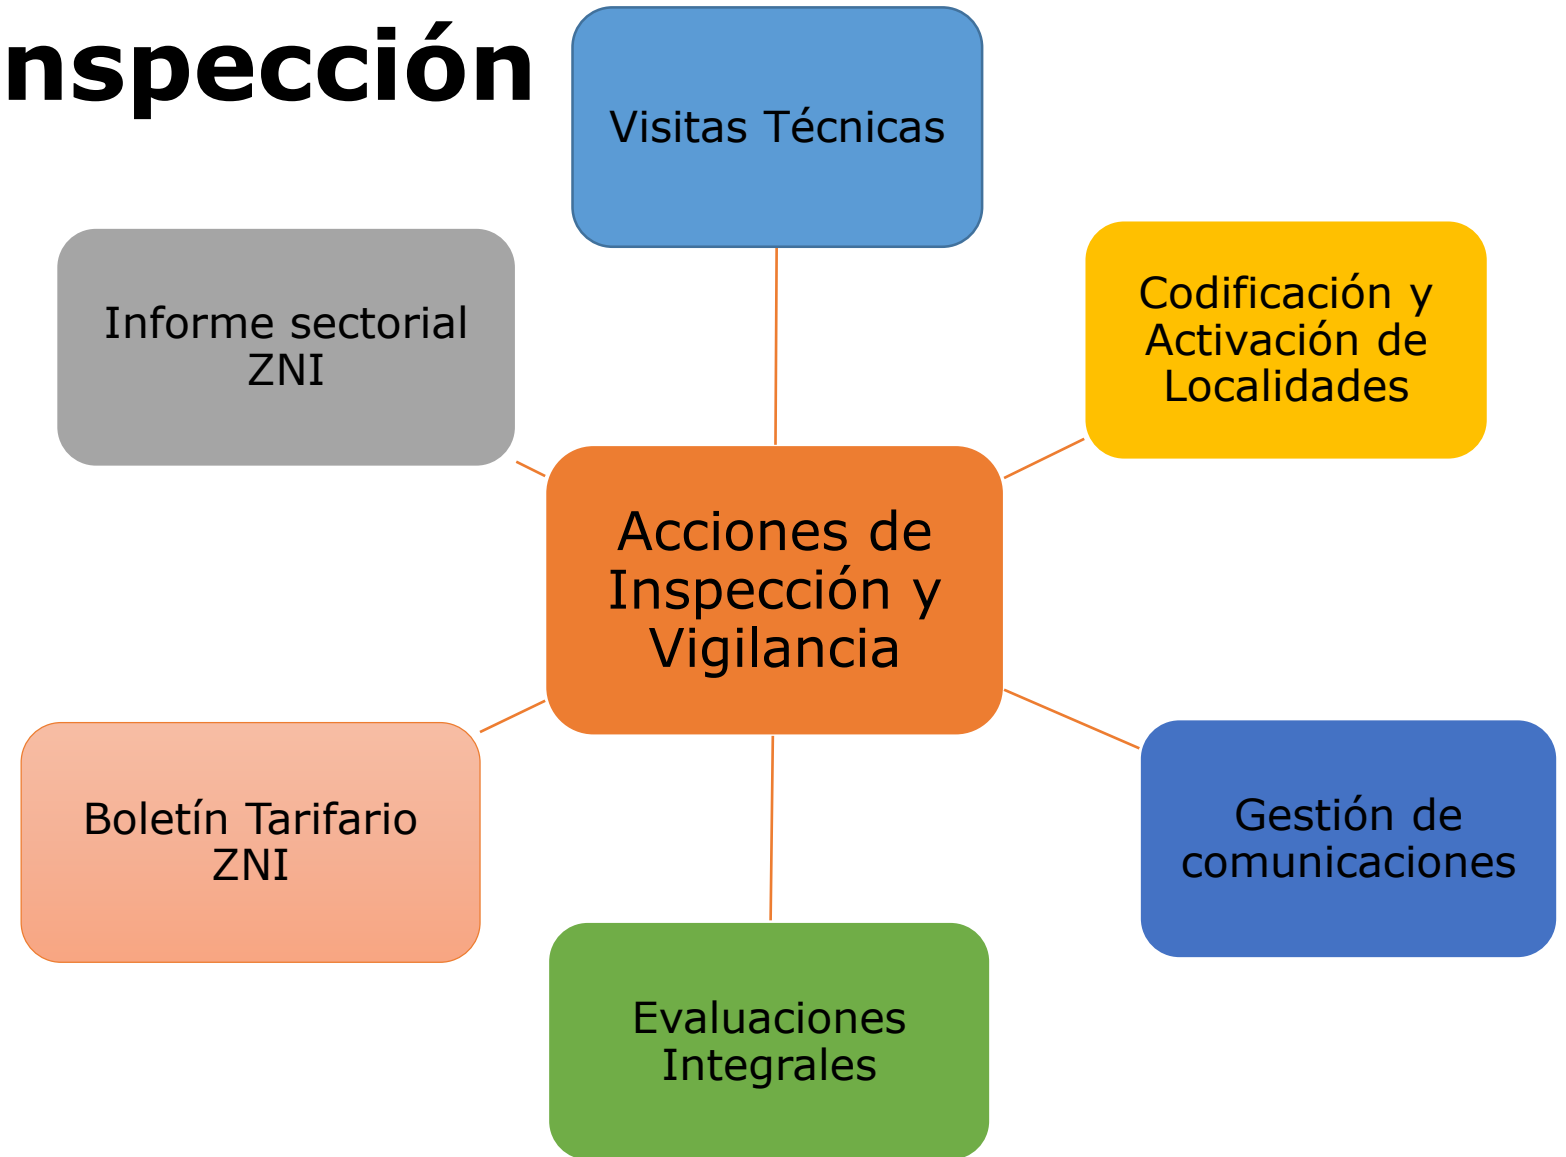 nspección
Visitas Técnicas
Codificación y
Activación de
Localidades
Informe sectorial
ZNI
Acciones de
Inspección y
Vigilancia
Gestión de
comunicaciones
Boletín Tarifario
ZNI
Evaluaciones
Integrales